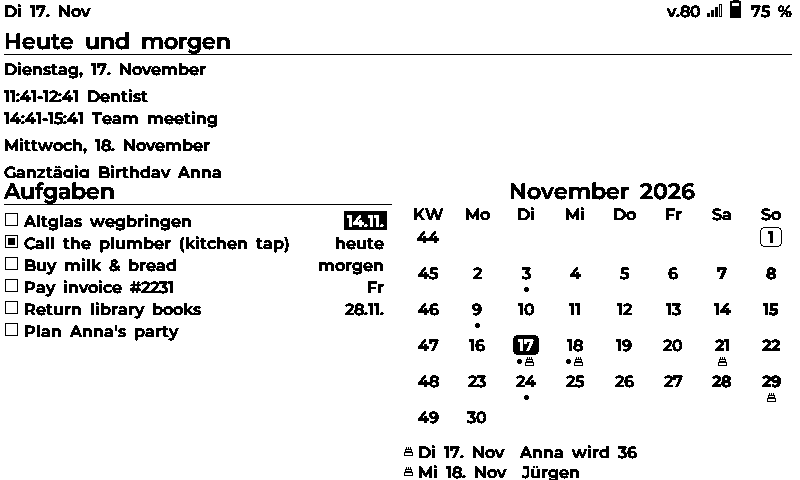 Di 17. Nov
v.80 75 %
Heute und morgen
Dienstag, 17. November
11:41-12:41 Dentist
14:41-15:41 Team meeting
Mittwoch, 18. November
Ganztägig Birthday Anna
Aufgaben
Altglas wegbringen 14.11.
Call the plumber (kitchen tap) heute
Buy milk & bread morgen
Pay invoice #2231 Fr
Return library books 28.11.
Plan Anna's party
November 2026
KW Mo Di Mi Do Fr Sa So
44 1
45 2 3 4 5 6 7 8
46 9 10 11 12 13 14 15
47 16 17 18 19 20 21 22
48 23 24 25 26 27 28 29
49 30
Di 17. Nov Anna wird 36
Mi 18. Nov Jürgen